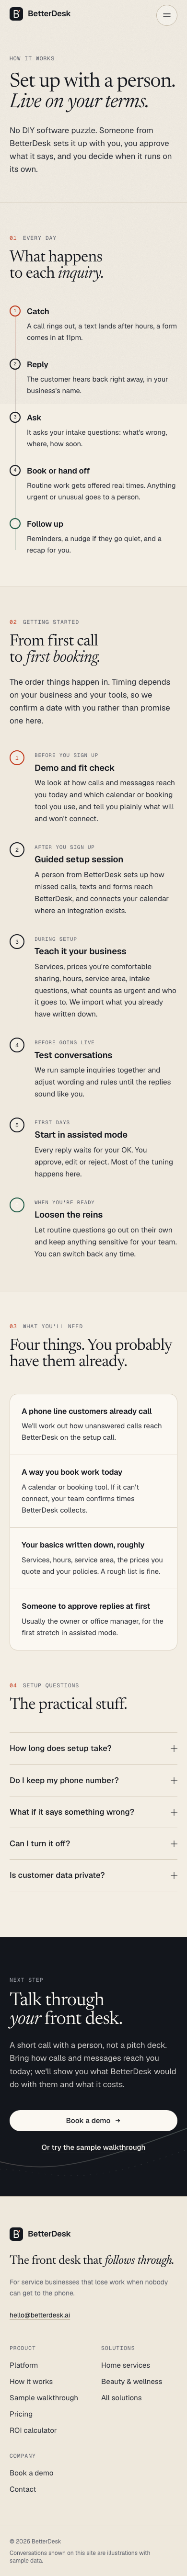 BetterDesk
HOW IT WORKS
Set up with a person.
Live on your terms.
No DIY software puzzle. Someone from
BetterDesk sets it up with you, you approve
what it says, and you decide when it runs on
its own.
01 EVERY DAY
What happens
to each inquiry.
1 Catch
A call rings out, a text lands after hours, a form
comes in at 11pm.
2 Reply
The customer hears back right away, in your
business's name.
3 Ask
It asks your intake questions: what's wrong,
where, how soon.
4 Book or hand off
Routine work gets offered real times. Anything
urgent or unusual goes to a person.
Follow up
Reminders, a nudge if they go quiet, and a
recap for you.
02 GETTING STARTED
From first call
to first booking.
The order things happen in. Timing depends
on your business and your tools, so we
confirm a date with you rather than promise
one here.
BEFORE YOU SIGN UP
1 Demo and fit check
We look at how calls and messages reach
you today and which calendar or booking
tool you use, and tell you plainly what will
and won't connect.
AFTER YOU SIGN UP
2 Guided setup session
A person from BetterDesk sets up how
missed calls, texts and forms reach
BetterDesk, and connects your calendar
where an integration exists.
DURING SETUP
3 Teach it your business
Services, prices you're comfortable
sharing, hours, service area, intake
questions, what counts as urgent and who
it goes to. We import what you already
have written down.
BEFORE GOING LIVE
4 Test conversations
We run sample inquiries together and
adjust wording and rules until the replies
sound like you.
FIRST DAYS
5 Start in assisted mode
Every reply waits for your OK. You
approve, edit or reject. Most of the tuning
happens here.
WHEN YOU'RE READY
Loosen the reins
Let routine questions go out on their own
and keep anything sensitive for your team.
You can switch back any time.
03 WHAT YOU'LL NEED
Four things. You probably
have them already.
A phone line customers already call
We'll work out how unanswered calls reach
BetterDesk on the setup call.
A way you book work today
A calendar or booking tool. If it can't
connect, your team confirms times
BetterDesk collects.
Your basics written down, roughly
Services, hours, service area, the prices you
quote and your policies. A rough list is fine.
Someone to approve replies at first
Usually the owner or office manager, for the
first stretch in assisted mode.
04 SETUP QUESTIONS
The practical stuff.
How long does setup take?
Do I keep my phone number?
What if it says something wrong?
Can I turn it off?
Is customer data private?
NEXT STEP
Talk through
your front desk.
A short call with a person, not a pitch deck.
Bring how calls and messages reach you
today; we'll show you what BetterDesk would
do with them and what it costs.
Book a demo →
Or try the sample walkthrough
BetterDesk
The front desk that follows through.
For service businesses that lose work when nobody
can get to the phone.
hello@betterdesk.ai
PRODUCT
Platform
How it works
Sample walkthrough
Pricing
ROI calculator
SOLUTIONS
Home services
Beauty & wellness
All solutions
COMPANY
Book a demo
Contact
© 2026 BetterDesk
Conversations shown on this site are illustrations with
sample data.